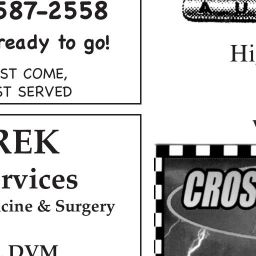 587-2558
ready to go!
ST COME,
ST SERVED
REK
rvices
cine & Surgery
DVM
A U
Hi
CROS